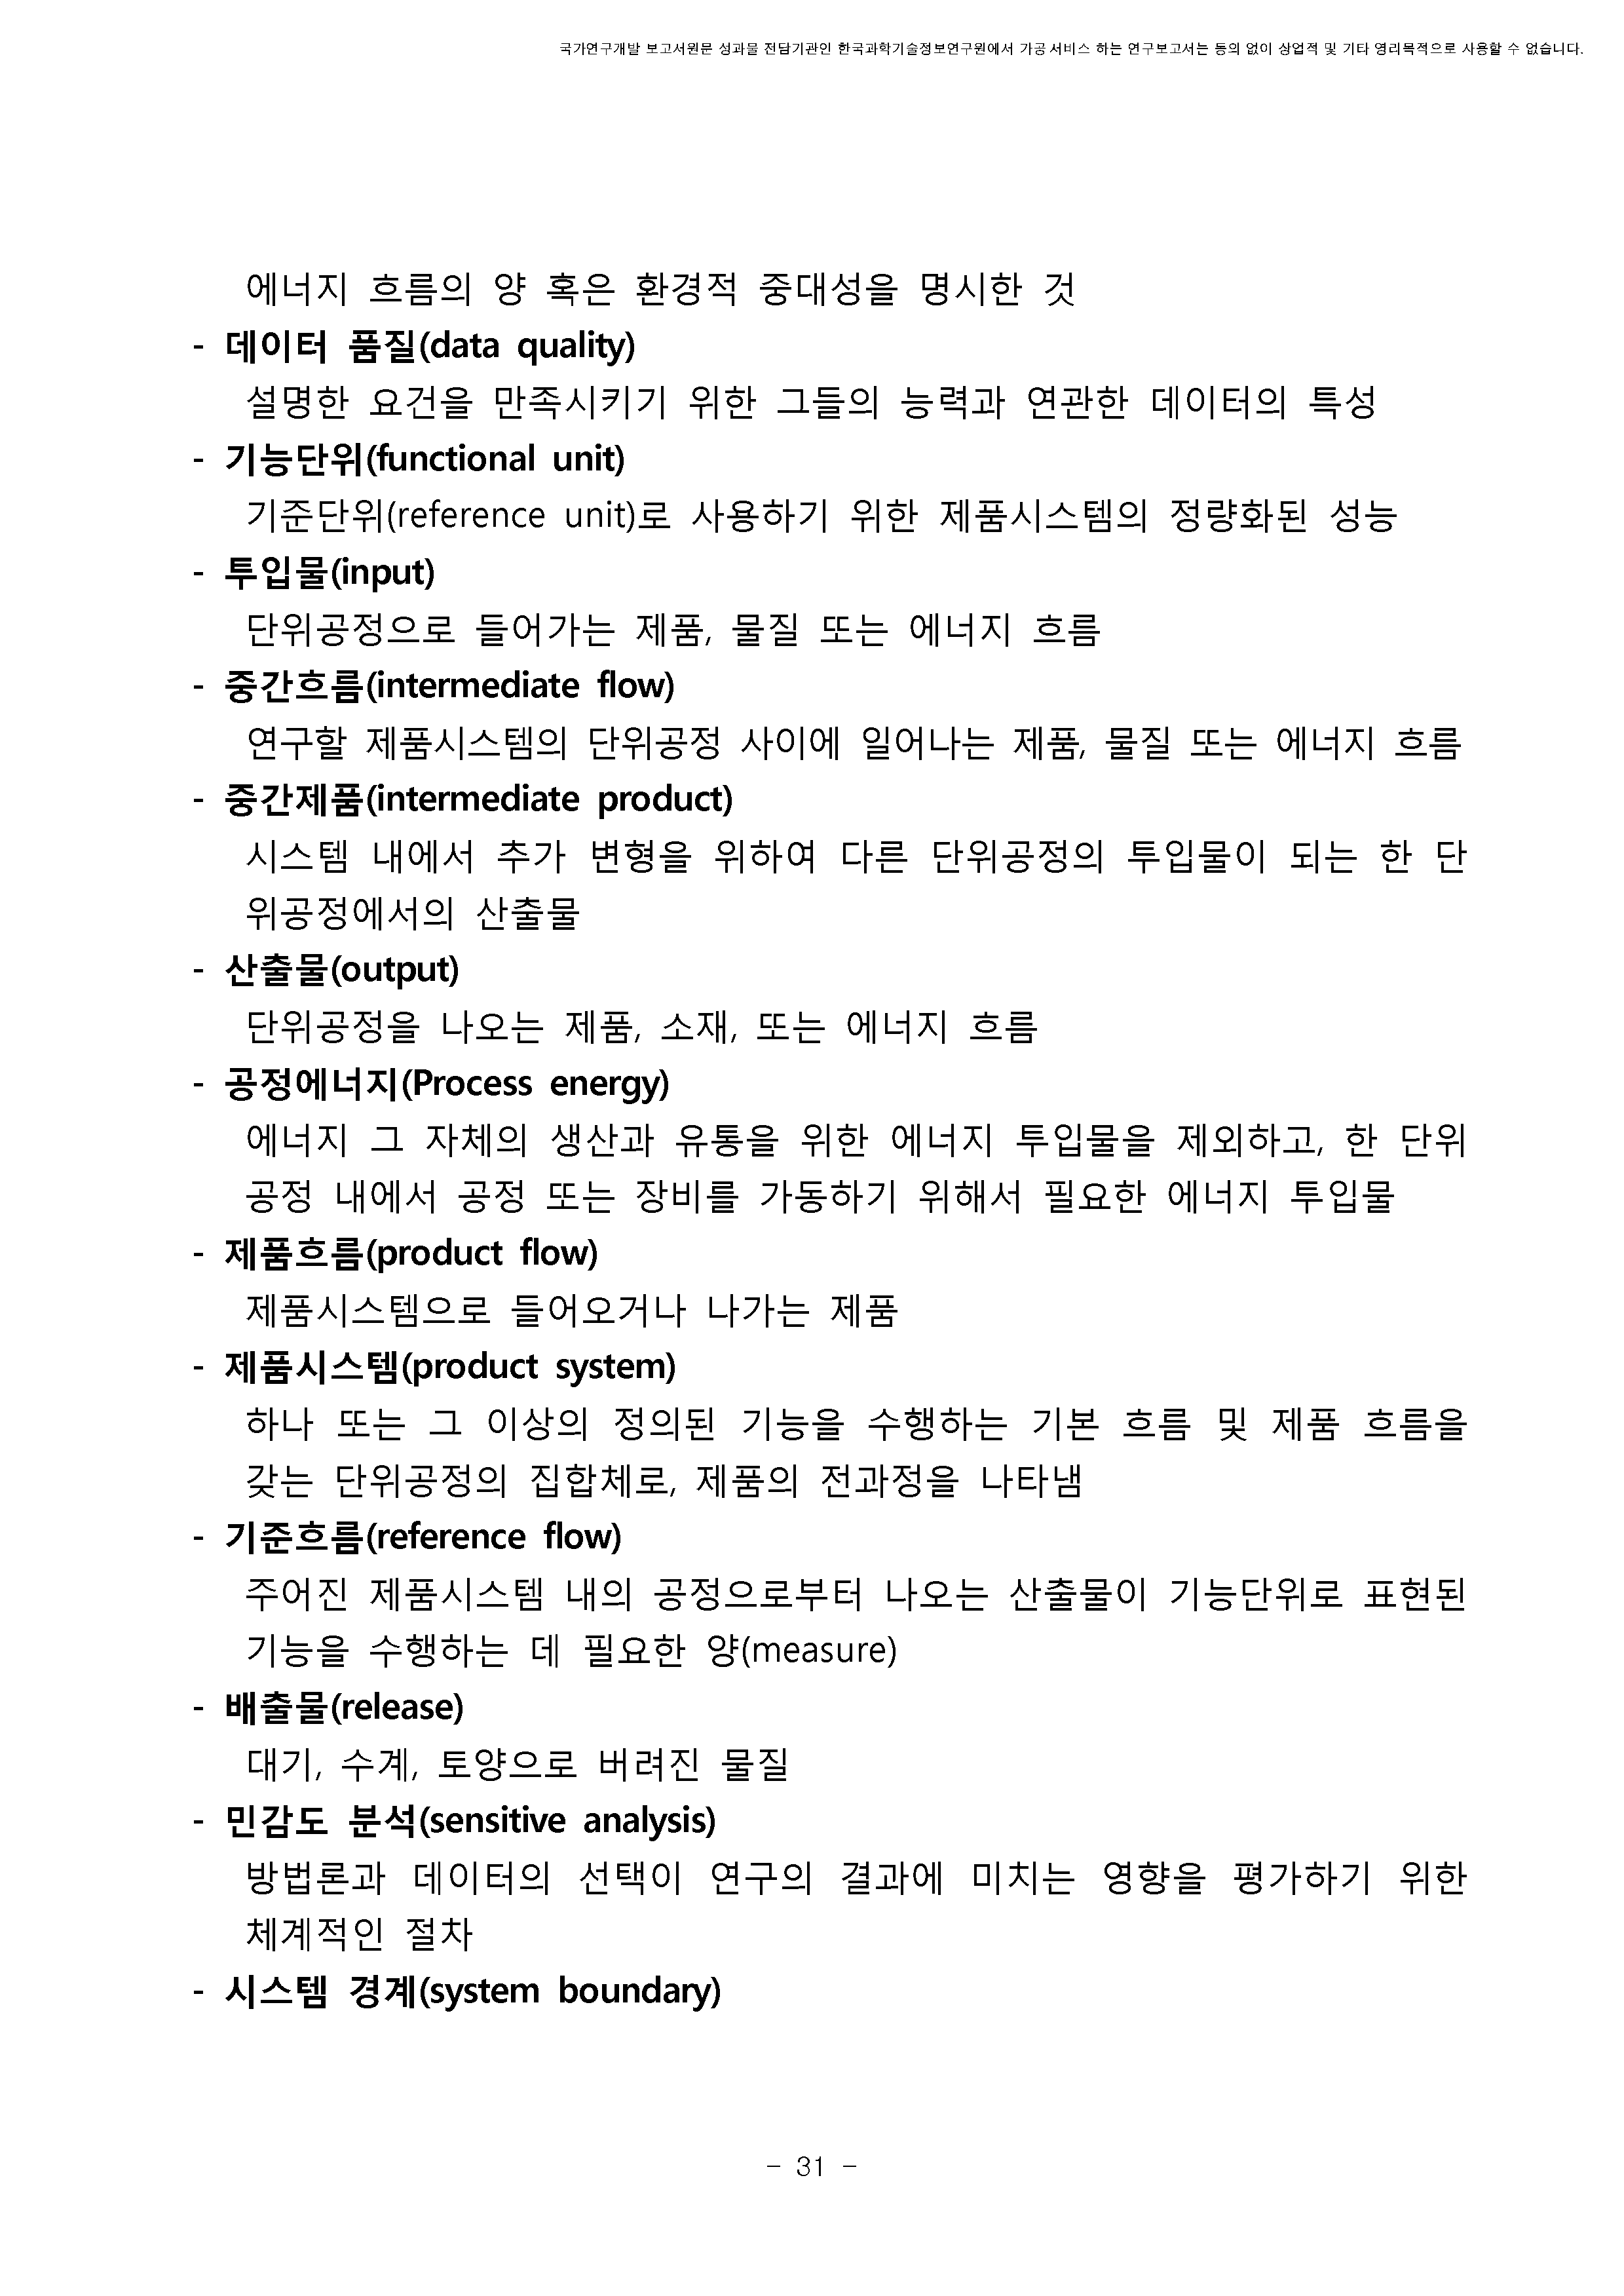 국가연구개발 보고서원문 성과물 전담기관인 한국과학기술정보연구원에서 가공·서비스 하는 연구보고서는 동의 없이 상업적 및 기타 영리목적으로 사용할 수 없습니다.
에너지 흐름의 양 혹은 환경적 중대성을 명시한 것
- 데이터 품질(data quality)
설명한 요건을 만족시키기 위한 그들의 능력과 연관한 데이터의 특성
- 기능단위(functional unit)
기준단위(reference unit)로 사용하기 위한 제품시스템의 정량화된 성능
- 투입물(input)
단위공정으로 들어가는 제품, 물질 또는 에너지 흐름
- 중간흐름(intermediate flow)
연구할 제품시스템의 단위공정 사이에 일어나는 제품, 물질 또는 에너지 흐름
- 중간제품(intermediate product)
시스템 내에서 추가 변형을 위하여 다른 단위공정의 투입물이 되는 한 단
위공정에서의 산출물
- 산출물(output)
단위공정을 나오는 제품, 소재, 또는 에너지 흐름
- 공정에너지(Process energy)
에너지 그 자체의 생산과 유통을 위한 에너지 투입물을 제외하고, 한 단위
공정 내에서 공정 또는 장비를 가동하기 위해서 필요한 에너지 투입물
- 제품흐름(product flow)
제품시스템으로 들어오거나 나가는 제품
- 제품시스템(product system)
하나 또는 그 이상의 정의된 기능을 수행하는 기본 흐름 및 제품 흐름을
갖는 단위공정의 집합체로, 제품의 전과정을 나타냄
- 기준흐름(reference flow)
주어진 제품시스템 내의 공정으로부터 나오는 산출물이 기능단위로 표현된
기능을 수행하는 데 필요한 양(measure)
- 배출물(release)
대기, 수계, 토양으로 버려진 물질
- 민감도 분석(sensitive analysis)
방법론과 데이터의 선택이 연구의 결과에 미치는 영향을 평가하기 위한
체계적인 절차
- 시스템 경계(system boundary)
- 31 -